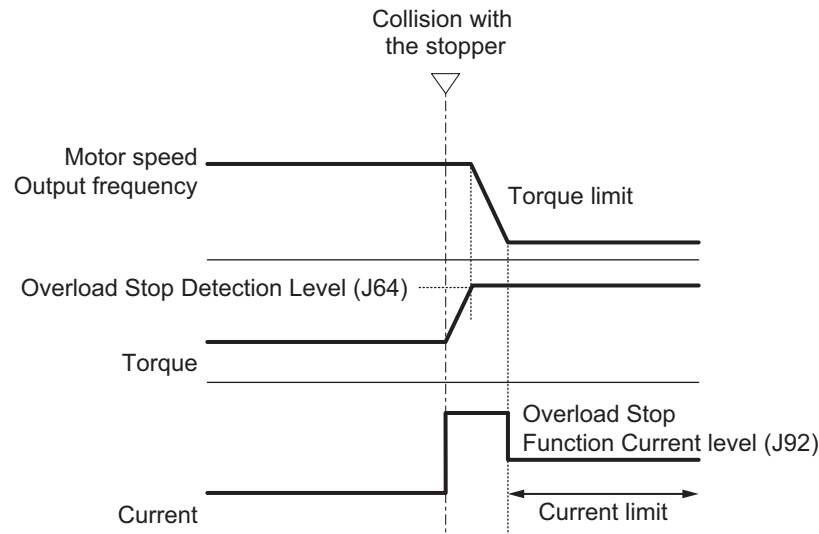 Collision with
the stopper
Motor speed
Output frequency
Torque limit
Overload Stop Detection Level (J64)
Torque
Overload Stop
Function Current level (J92)
Current
Current limit